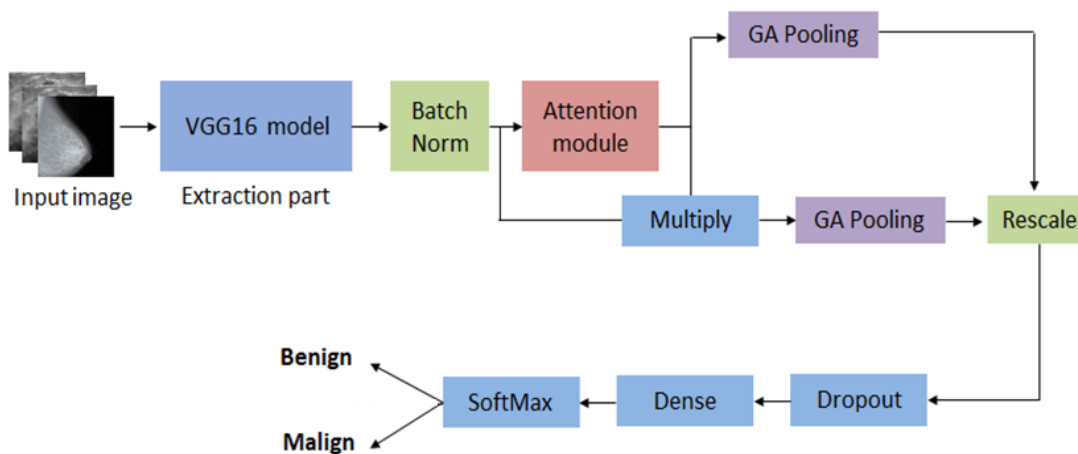 GA Pooling
VGG16 model
Batch
Norm
Attention
module
Input image
Extraction part
Multiply
GA Pooling
Rescale
Benign
SoftMax
Dense
Dropout
Malign